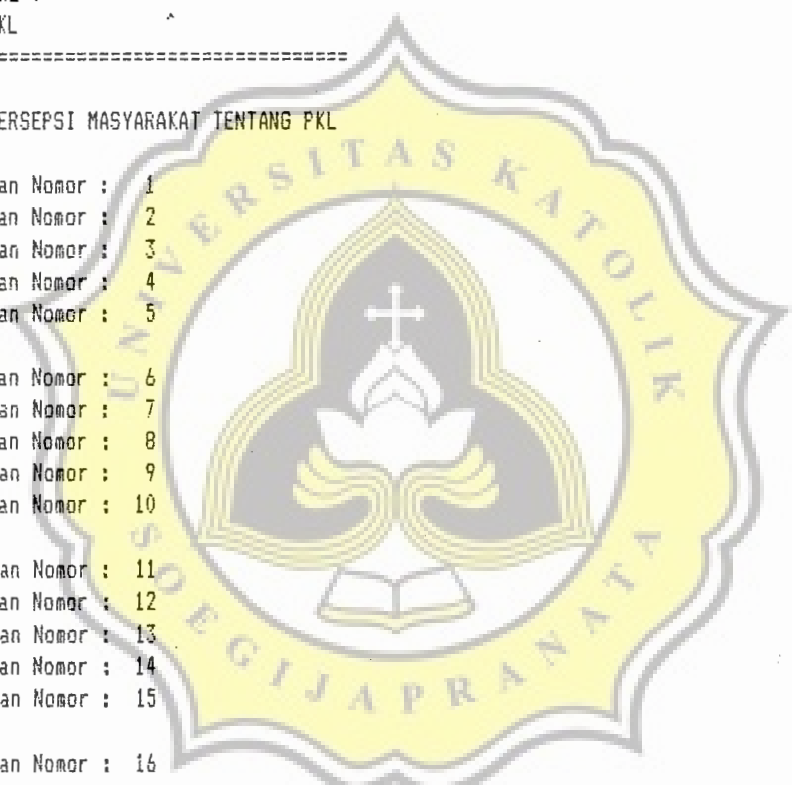 KL
==============================
ERSEPSI MASYARAKAT TENTANG PKL
an Nomor : 1
an Nomor : 2
an Nomor : 3
an Nomor : 4
an Nomor : 5
an Nomor : 6
an Nomor : 7
an Nomor : 8
an Nomor : 9
an Nomor : 10
an Nomor : 11
an Nomor : 12
an Nomor : 13
an Nomor : 14
an Nomor : 15
an Nomor : 16
UNIVERSITAS KATOLIK
SOEGIJAPRANATA